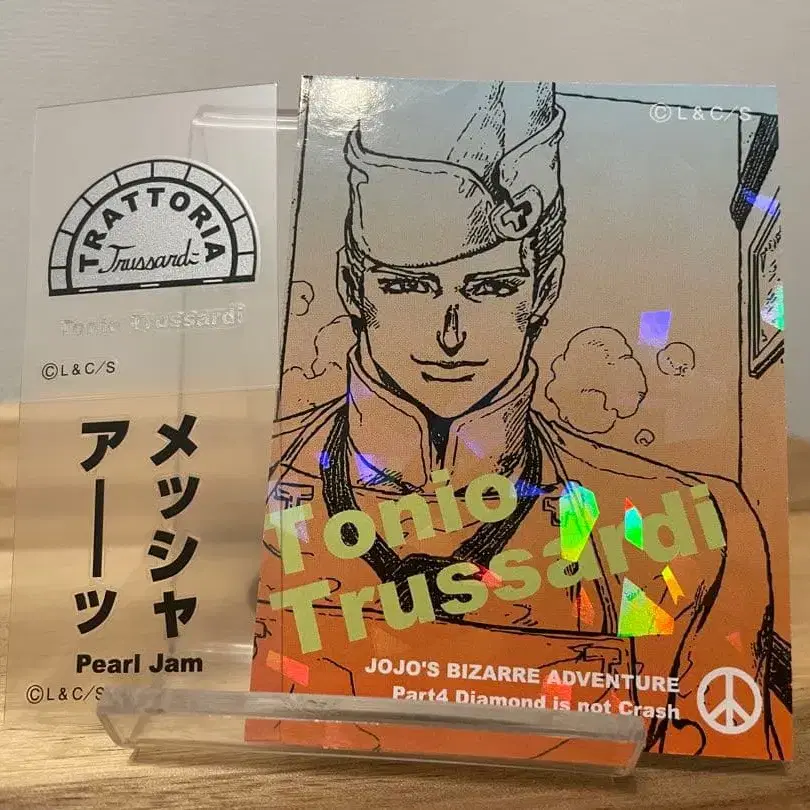 TRATTORIA
Trussardi
Tonio Trussardi
©L&C/S
メッシャ
アーッ
Pearl Jam
©L&C/S
©L&C/S
Tonio
Trussardi
JOJO'S BIZARRE ADVENTURE
Part4 Diamond is not Crash